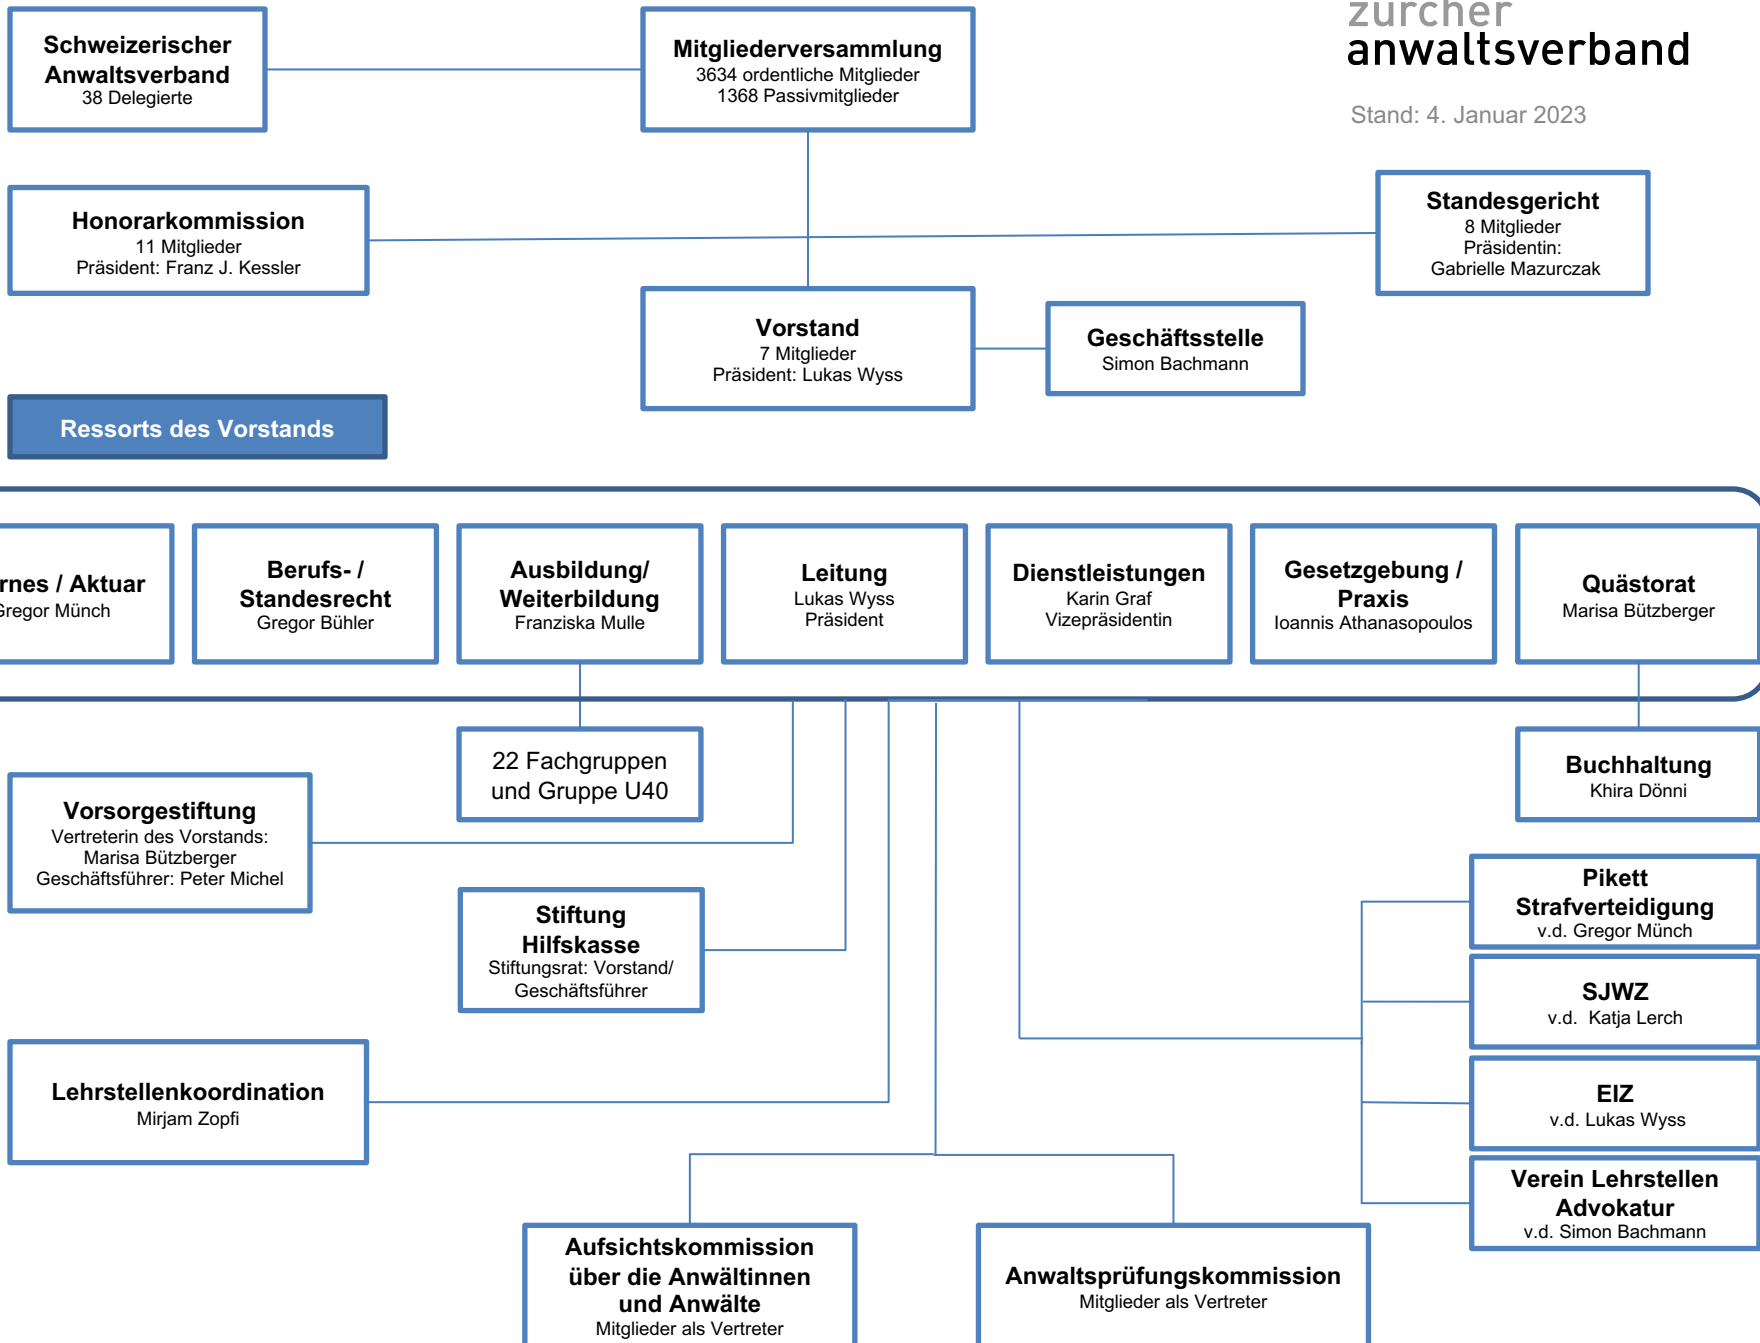 zürcher
anwaltsverband
Stand: 4. Januar 2023
Schweizerischer
Anwaltsverband
38 Delegierte
Mitgliederversammlung
3634 ordentliche Mitglieder
1368 Passivmitglieder
Honorarkommission
11 Mitglieder
Präsident: Franz J. Kessler
Standesgericht
8 Mitglieder
Präsidentin:
Gabrielle Mazurczak
Vorstand
7 Mitglieder
Präsident: Lukas Wyss
Geschäftsstelle
Simon Bachmann
Ressorts des Vorstands
rnes / Aktuar
Gregor Münch
Berufs- /
Standesrecht
Gregor Bühler
Ausbildung/
Weiterbildung
Franziska Mulle
Leitung
Lukas Wyss
Präsident
Dienstleistungen
Karin Graf
Vizepräsidentin
Gesetzgebung /
Praxis
Ioannis Athanasopoulos
Quästorat
Marisa Bützberger
22 Fachgruppen
und Gruppe U40
Buchhaltung
Khira Dönni
Vorsorgestiftung
Vertreterin des Vorstands:
Marisa Bützberger
Geschäftsführer: Peter Michel
Stiftung
Hilfskasse
Stiftungsrat: Vorstand/
Geschäftsführer
Pikett
Strafverteidigung
v.d. Gregor Münch
SJWZ
v.d. Katja Lerch
Lehrstellenkoordination
Mirjam Zopfi
EIZ
v.d. Lukas Wyss
Verein Lehrstellen
Advokatur
v.d. Simon Bachmann
Aufsichtskommission
über die Anwältinnen
und Anwälte
Mitglieder als Vertreter
Anwaltsprüfungskommission
Mitglieder als Vertreter